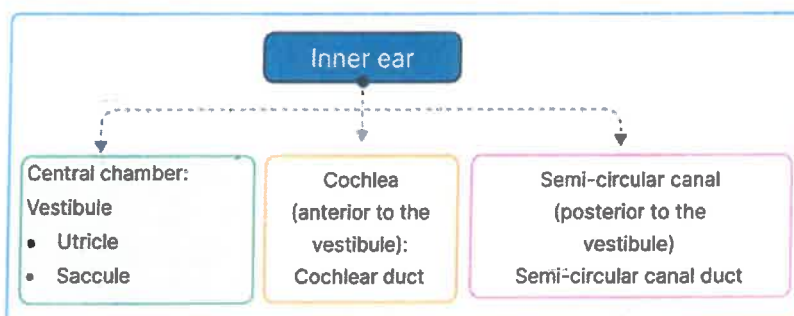 Inner ear
Central chamber:
Vestibule
• Utricle
• Saccule
Cochlea
(anterior to the
vestibule):
Cochlear duct
Semi-circular canal
(posterior to the
vestibule)
Semi-circular canal duct